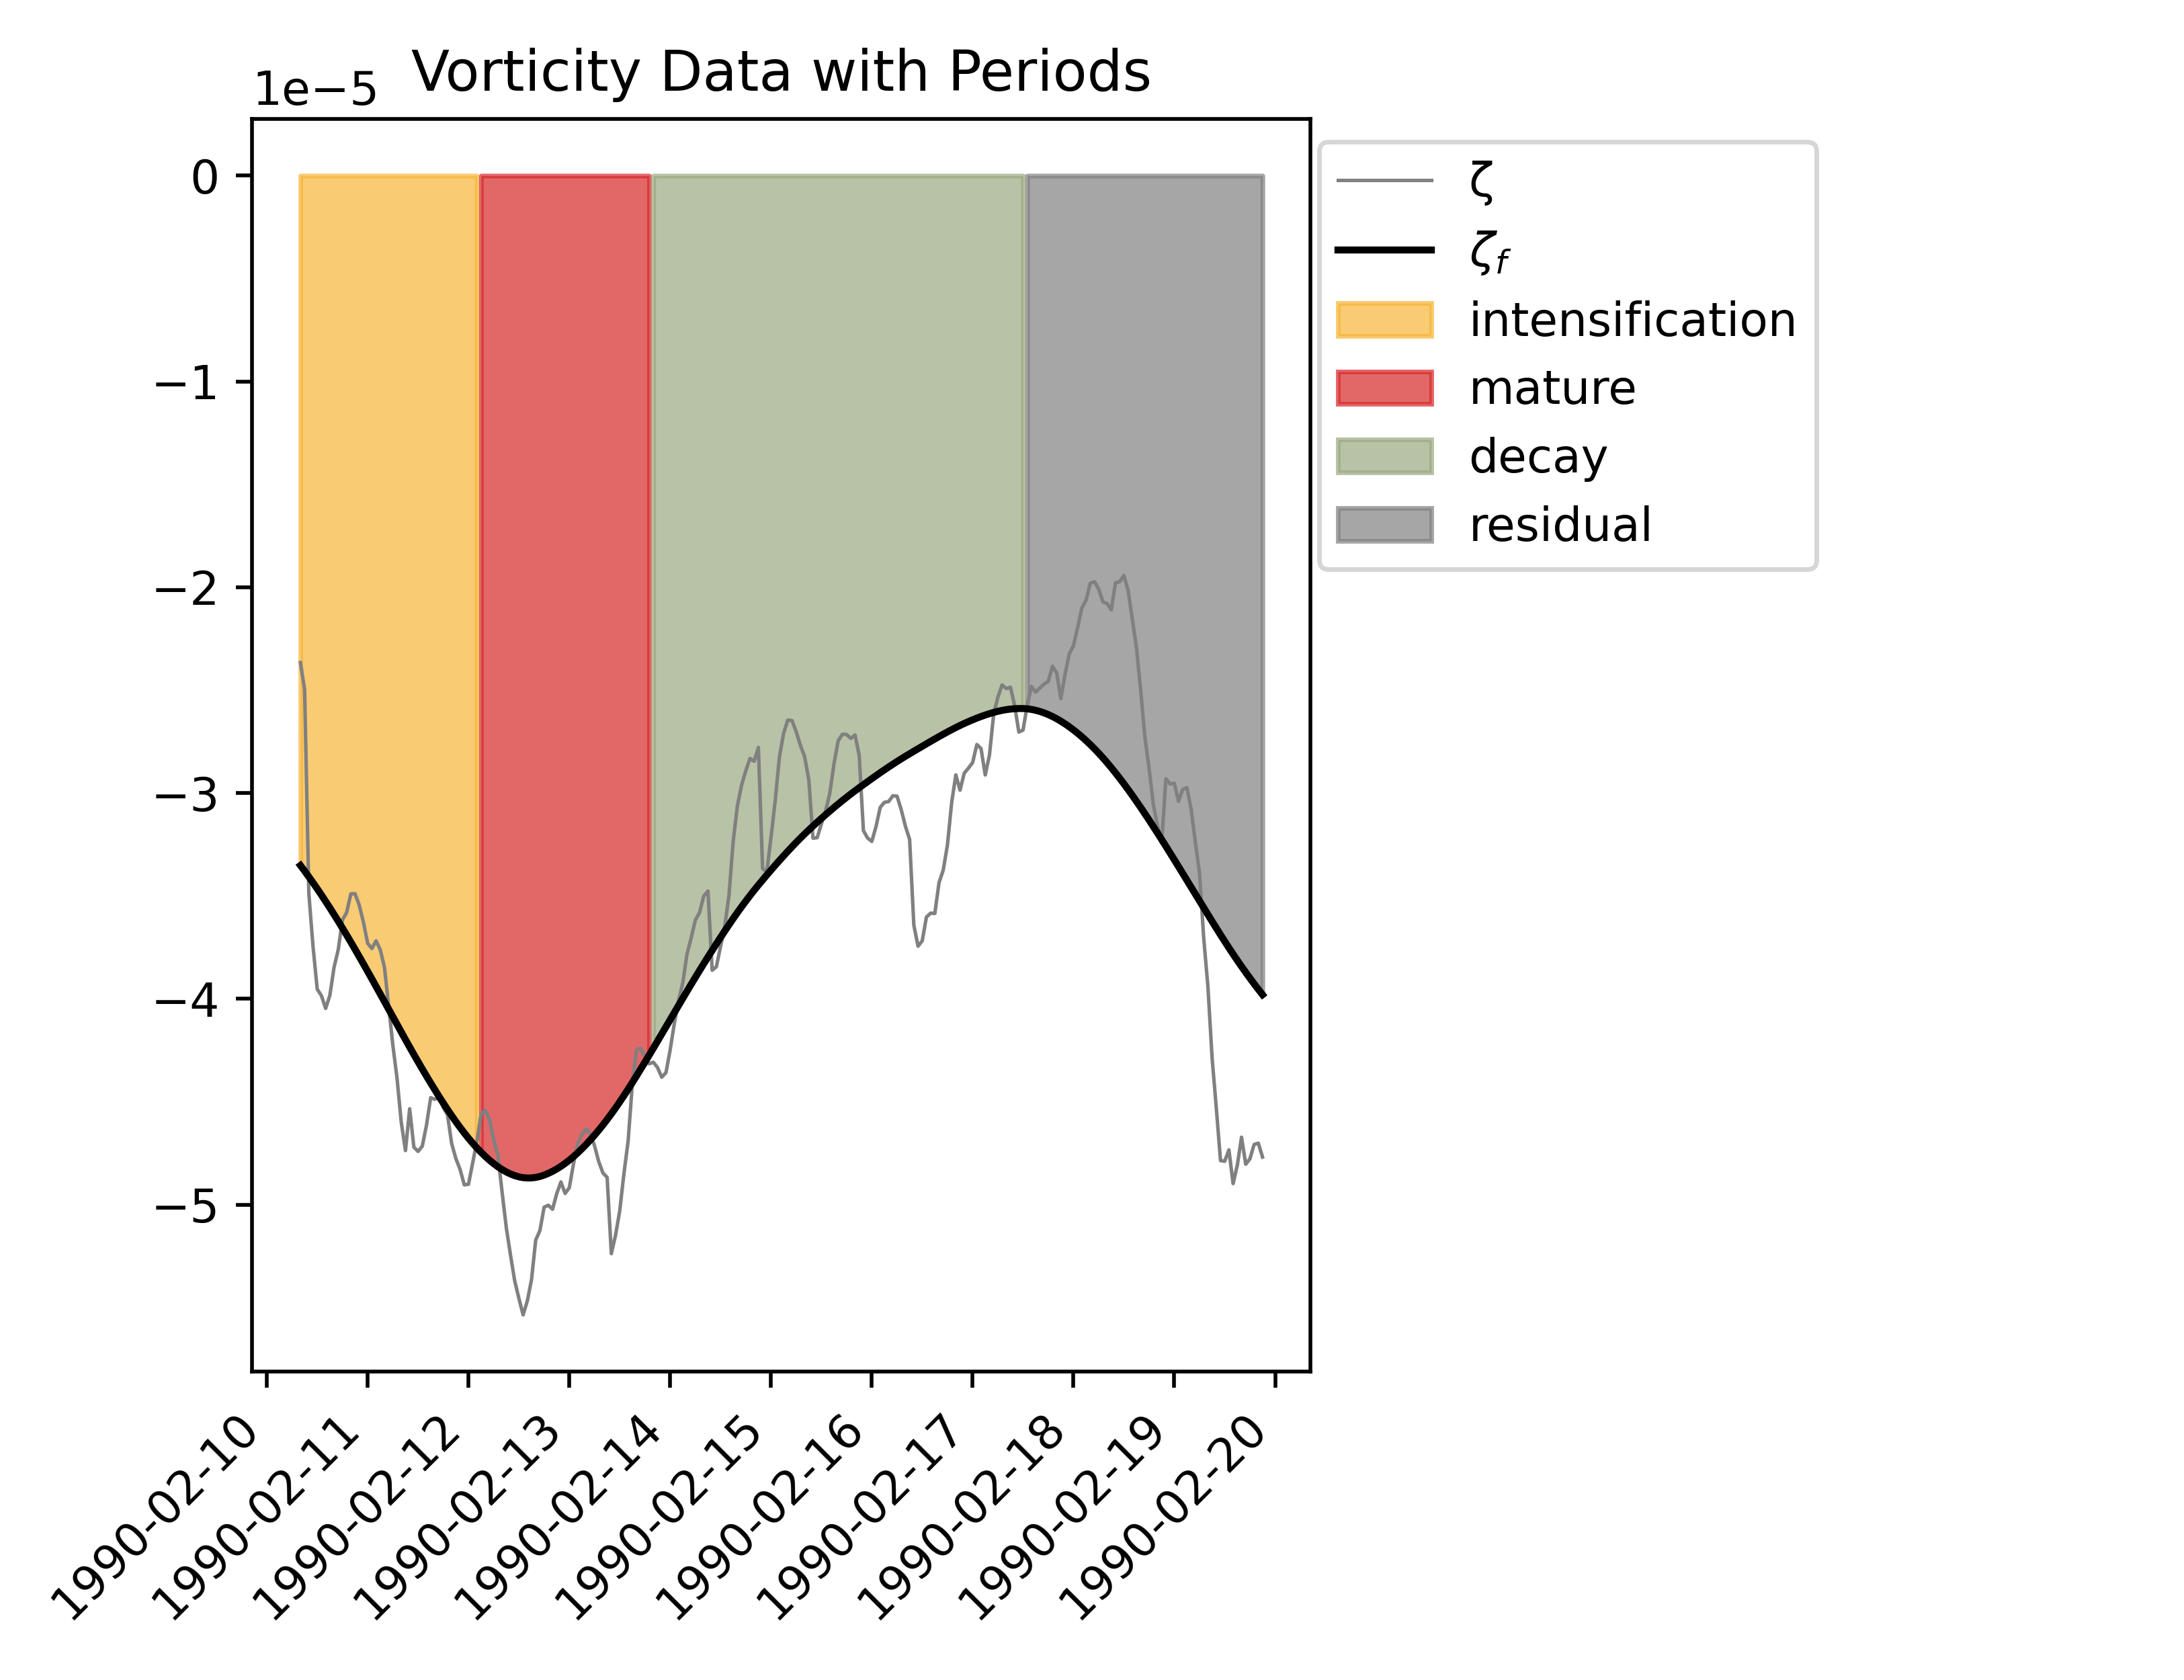 Vorticity Data with Periods
1e−5
0
−1
−2
−3
−4
−5
1990-02-10
1990-02-11
1990-02-12
1990-02-13
1990-02-14
1990-02-15
1990-02-16
1990-02-17
1990-02-18
1990-02-19
1990-02-20
ζ
ζf
intensification
mature
decay
residual